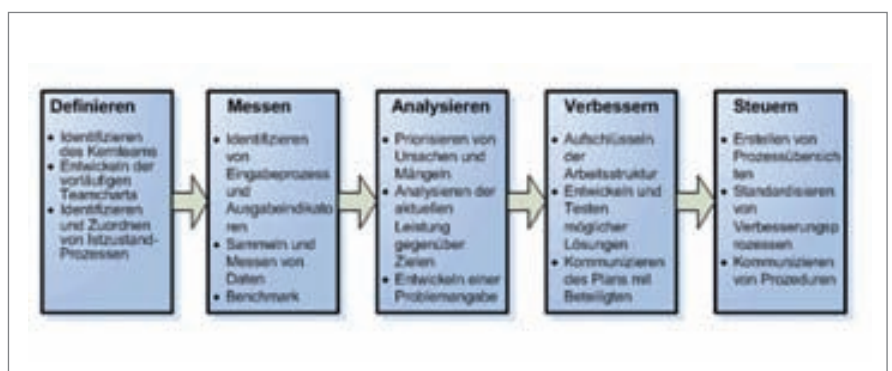 Definieren
• Identifizieren
des Kernteams
• Entwickeln der
vorläufigen
Teamcharta
• Identifizieren
und Zuordnen
von Istzustand-
Prozessen
Messen
• Identifizieren
von
Eingabeprozess
und
Ausgabeindikato
ren
• Sammeln und
Messen von
Daten
• Benchmark
Analysieren
• Priorisieren von
Ursachen und
Mängeln
• Analysieren der
aktuellen
Leistung
gegenüber
Zielen
• Entwickeln einer
Problemangabe
Verbessern
• Aufschlüsseln
der
Arbeitsstruktur
• Entwickeln und
Testen
möglicher
Lösungen
• Kommunizieren
des Plans mit
Beteiligten
Steuern
• Erstellen von
Prozessübersich
ten
• Standardisieren
von
Verbesserungsp
rozessen
• Kommunizieren
von Prozeduren